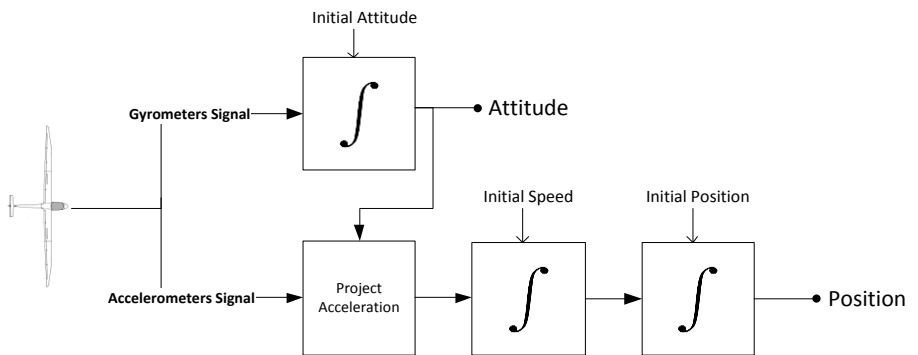 Initial Attitude
Gyrometers Signal
Attitude
Initial Speed
Initial Position
Accelerometers Signal
Project
Acceleration
Position